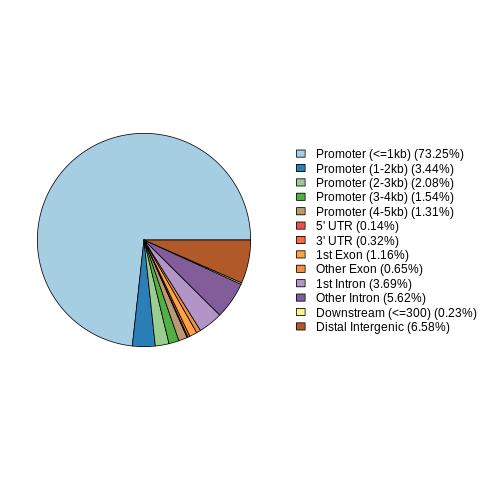 Promoter (<=1kb) (73.25%)
Promoter (1-2kb) (3.44%)
Promoter (2-3kb) (2.08%)
Promoter (3-4kb) (1.54%)
Promoter (4-5kb) (1.31%)
5' UTR (0.14%)
3' UTR (0.32%)
1st Exon (1.16%)
Other Exon (0.65%)
1st Intron (3.69%)
Other Intron (5.62%)
Downstream (<=300) (0.23%)
Distal Intergenic (6.58%)